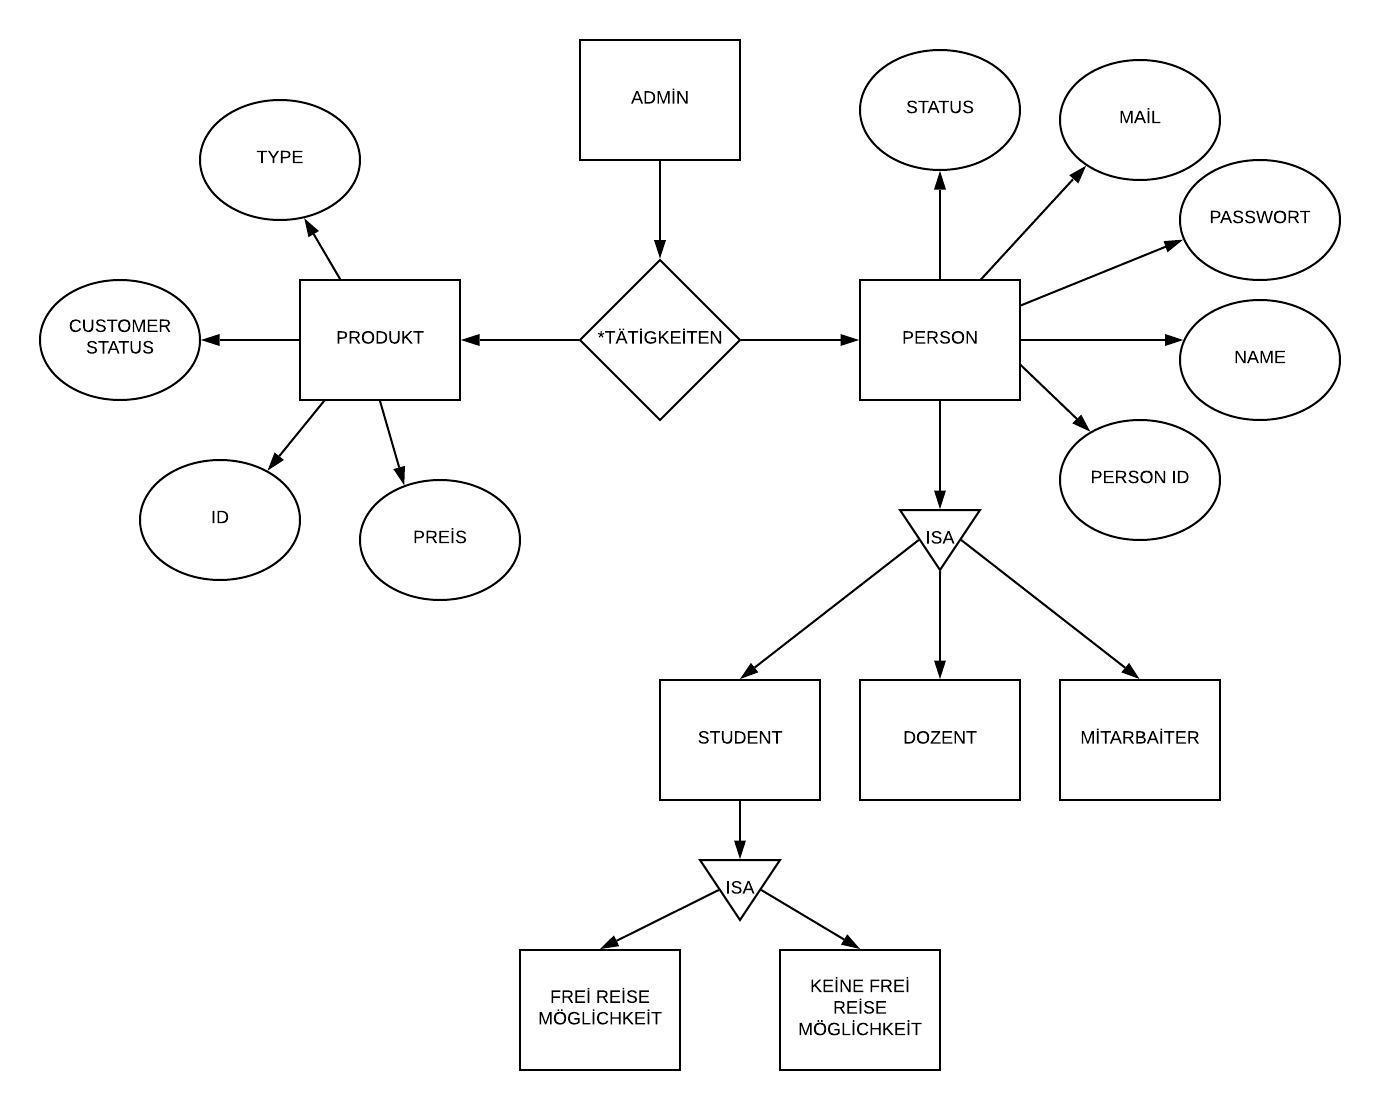 ADMİN
STATUS
MAİL
TYPE
PASSWORT
CUSTOMER
STATUS
PRODUKT
*TÄTİGKEİTEN
PERSON
NAME
ID
PREİS
PERSON ID
ISA
STUDENT
DOZENT
MİTARBAİTER
ISA
FREİ REİSE
MÖGLİCHKEİT
KEİNE FREİ
REİSE
MÖGLİCHKEİT